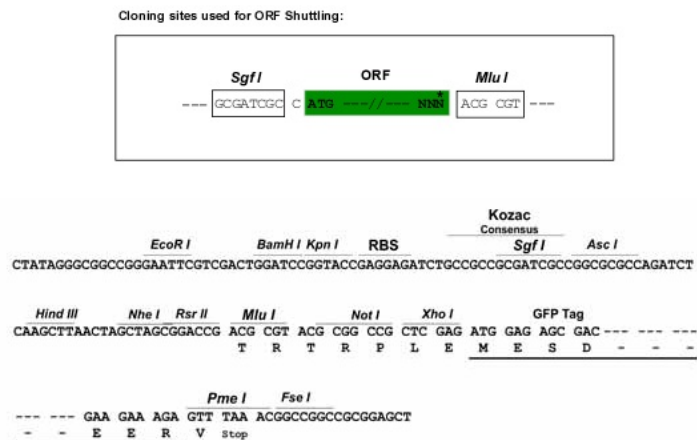 Cloning sites used for ORF Shuttling:
Sgf I ORF Mlu I
--- GCGATCGC C ATG ---//--- NNN* ACG CGT ---
Kozac
Consensus
EcoR I BamH I Kpn I RBS Sgf I Asc I
CTATAGGGCGGCCGGGAATTCGTCGACTGGATCCGGTACCGAGGAGATCTGCCGCCGCGATCGCCGGCGCGCCAGATCT
Hind III Nhe I Rsr II Mlu I Not I Xho I GFP Tag
CAAGCTTAACTAGCTAGCGGACCG ACG CGT ACG CGG CCG CTC GAG ATG GAG AGC GAC--- --- ---
T R T R P L E M E S D - - -
Pme I Fse I
--- --- GAA GAA AGA GTT TAA ACGGCCGGCCGCGGAGCT
- - E E R V Stop